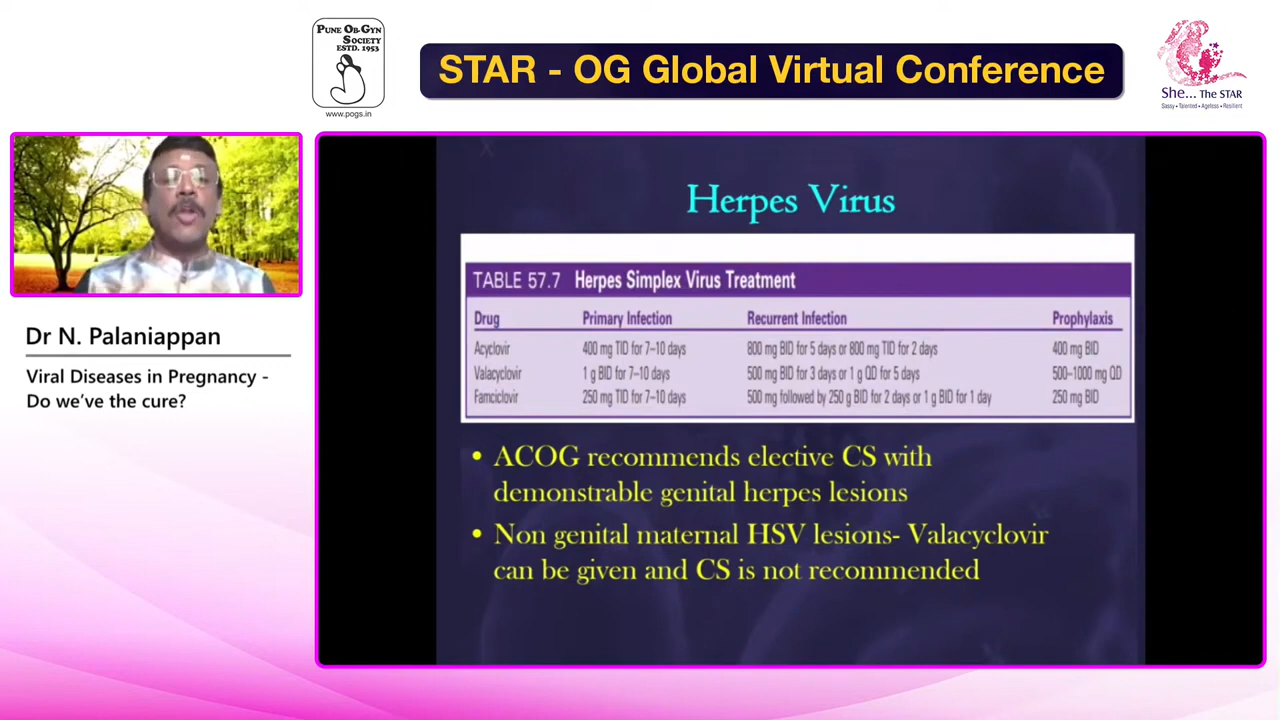 PUNE OB-GYN
SOCIETY
ESTD. 1953
www.pogs.in
STAR - OG Global Virtual Conference
She... The STAR
Sassy • Talented • Ageless • Resilient
Dr N. Palaniappan
Viral Diseases in Pregnancy -
Do we've the cure?
Herpes Virus
TABLE 57.7 Herpes Simplex Virus Treatment
Drug Primary Infection Recurrent Infection Prophylaxis
Acyclovir 400 mg TID for 7–10 days 800 mg BID for 5 days or 800 mg TID for 2 days 400 mg BID
Valacyclovir 1 g BID for 7–10 days 500 mg BID for 3 days or 1 g QD for 5 days 500–1000 mg QD
Famciclovir 250 mg TID for 7–10 days 500 mg followed by 250 g BID for 2 days or 1 g BID for 1 day 250 mg BID
• ACOG recommends elective CS with
demonstrable genital herpes lesions
• Non genital maternal HSV lesions- Valacyclovir
can be given and CS is not recommended